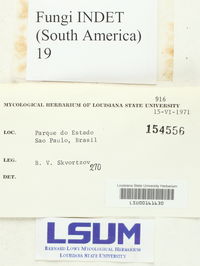 Fungi INDET
(South America)
19
916
MYCOLOGICAL HERBARIUM OF LOUISIANA STATE UNIVERSITY
15-VI-1971
154556
LOC. Parque do Estado
Sao Paulo, Brasil
LEG. B. V. Skvortzov 270
DET.
Louisiana State University Herbarium
LSU00141430
LSUM
BERNARD LOWY MYCOLOGICAL HERBARIUM
LOUISIANA STATE UNIVERSITY